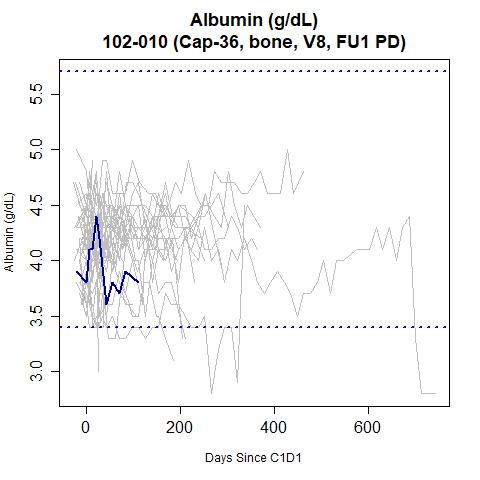 Albumin (g/dL)
102-010 (Cap-36, bone, V8, FU1 PD)
Albumin (g/dL)
5.5
5.0
4.5
4.0
3.5
3.0
0 200 400 600
Days Since C1D1